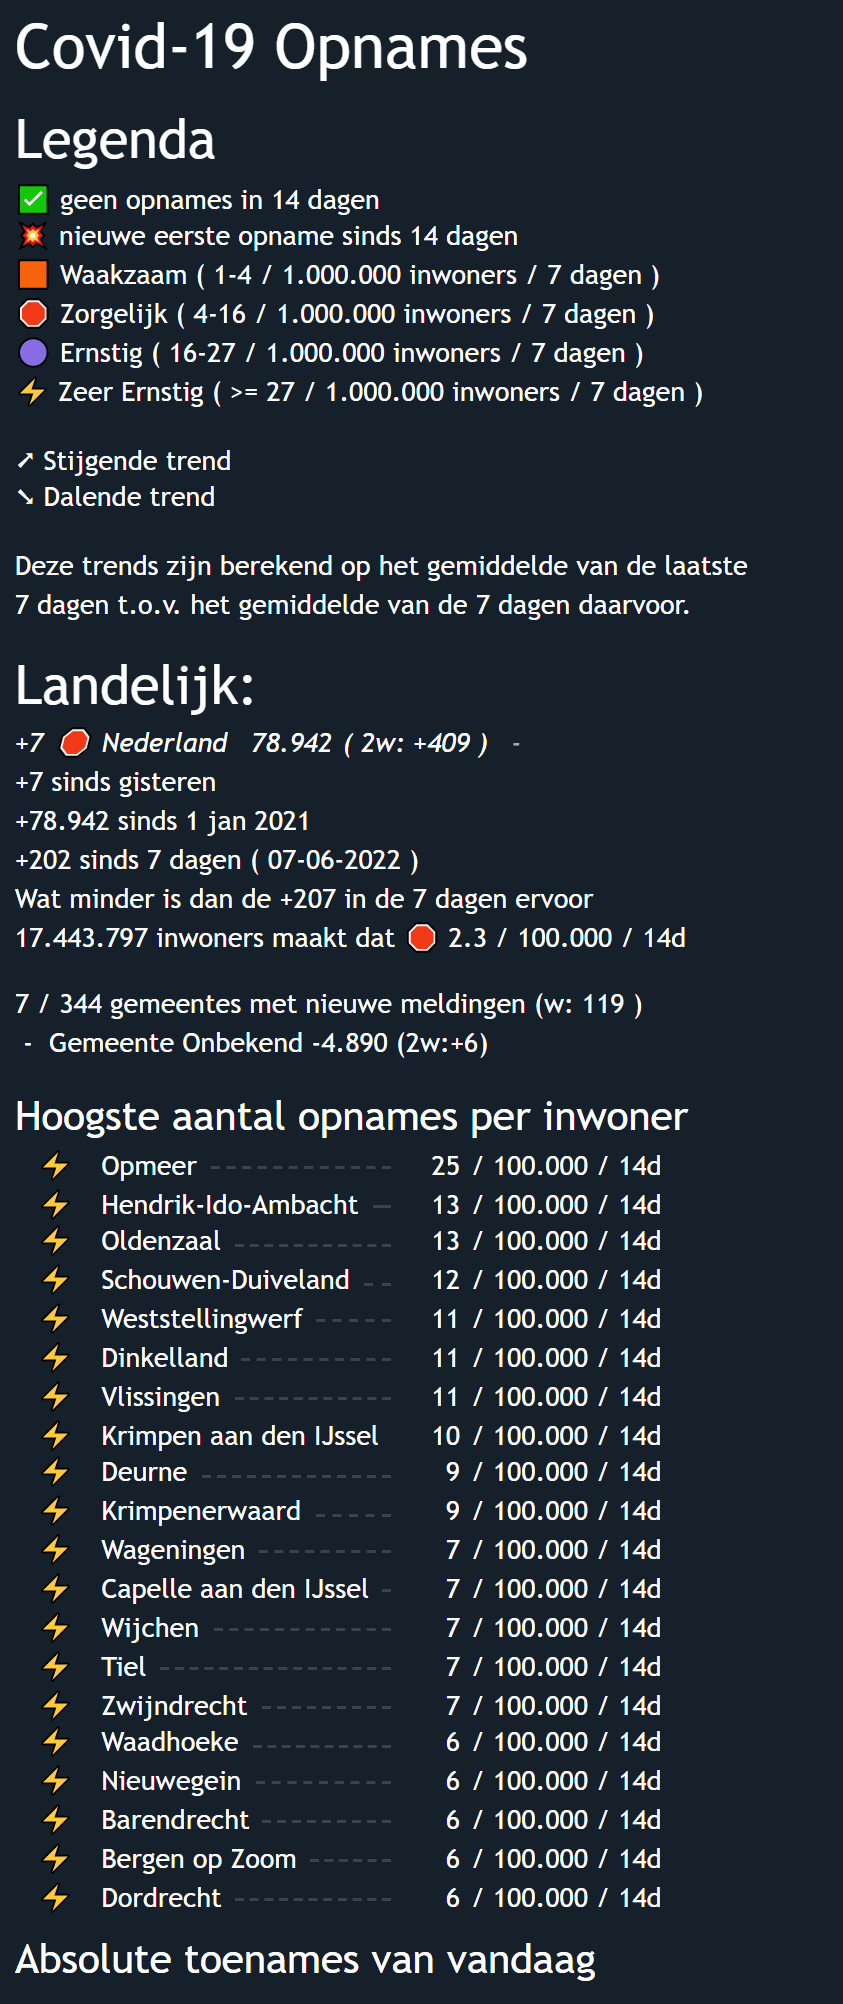 Covid-19 Opnames
Legenda
✅ geen opnames in 14 dagen
💥 nieuwe eerste opname sinds 14 dagen
🟧 Waakzaam ( 1-4 / 1.000.000 inwoners / 7 dagen )
🛑 Zorgelijk ( 4-16 / 1.000.000 inwoners / 7 dagen )
🟣 Ernstig ( 16-27 / 1.000.000 inwoners / 7 dagen )
⚡ Zeer Ernstig ( >= 27 / 1.000.000 inwoners / 7 dagen )
➚ Stijgende trend
➘ Dalende trend
Deze trends zijn berekend op het gemiddelde van de laatste
7 dagen t.o.v. het gemiddelde van de 7 dagen daarvoor.
Landelijk:
+7 🛑 Nederland 78.942 ( 2w: +409 ) -
+7 sinds gisteren
+78.942 sinds 1 jan 2021
+202 sinds 7 dagen ( 07-06-2022 )
Wat minder is dan de +207 in de 7 dagen ervoor
17.443.797 inwoners maakt dat 🛑 2.3 / 100.000 / 14d
7 / 344 gemeentes met nieuwe meldingen (w: 119 )
- Gemeente Onbekend -4.890 (2w:+6)
Hoogste aantal opnames per inwoner
⚡ Opmeer 25 / 100.000 / 14d
⚡ Hendrik-Ido-Ambacht 13 / 100.000 / 14d
⚡ Oldenzaal 13 / 100.000 / 14d
⚡ Schouwen-Duiveland 12 / 100.000 / 14d
⚡ Weststellingwerf 11 / 100.000 / 14d
⚡ Dinkelland 11 / 100.000 / 14d
⚡ Vlissingen 11 / 100.000 / 14d
⚡ Krimpen aan den IJssel 10 / 100.000 / 14d
⚡ Deurne 9 / 100.000 / 14d
⚡ Krimpenerwaard 9 / 100.000 / 14d
⚡ Wageningen 7 / 100.000 / 14d
⚡ Capelle aan den IJssel 7 / 100.000 / 14d
⚡ Wijchen 7 / 100.000 / 14d
⚡ Tiel 7 / 100.000 / 14d
⚡ Zwijndrecht 7 / 100.000 / 14d
⚡ Waadhoeke 6 / 100.000 / 14d
⚡ Nieuwegein 6 / 100.000 / 14d
⚡ Barendrecht 6 / 100.000 / 14d
⚡ Bergen op Zoom 6 / 100.000 / 14d
⚡ Dordrecht 6 / 100.000 / 14d
Absolute toenames van vandaag